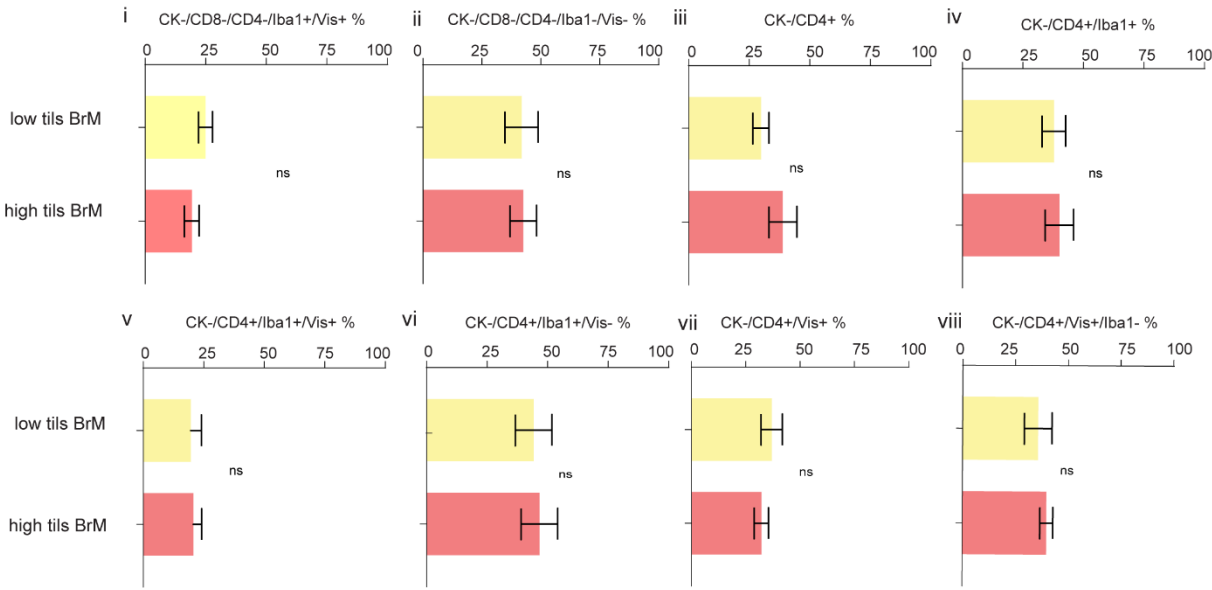 i CK-/CD8-/CD4-/Iba1+/Vis+ %
0 25 50 75 100
ii CK-/CD8-/CD4-/Iba1-/Vis- %
0 25 50 75 100
iii CK-/CD4+ %
0 25 50 75 100
iv CK-/CD4+/Iba1+ %
0 25 50 75 100
low tils BrM
ns ns ns ns
high tils BrM
v CK-/CD4+/Iba1+/Vis+ %
0 25 50 75 100
vi CK-/CD4+/Iba1+/Vis- %
0 25 50 75 100
vii CK-/CD4+/Vis+ %
0 25 50 75 100
viii CK-/CD4+/Vis+/Iba1- %
0 25 50 75 100
low tils BrM
ns ns ns ns
high tils BrM